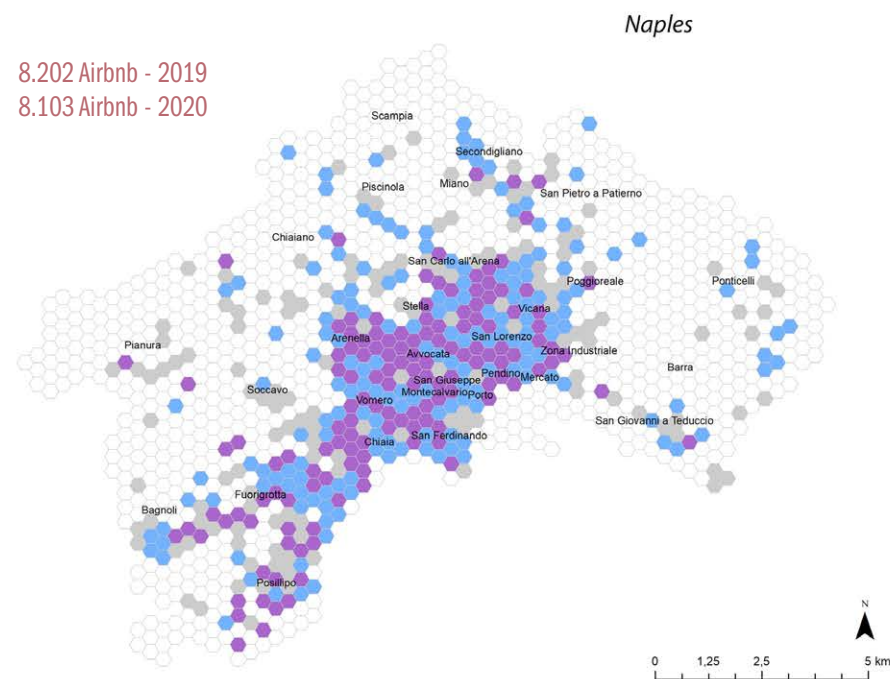 Naples
8.202 Airbnb - 2019
8.103 Airbnb - 2020
Scampia
Secondigliano
Miano
Piscinola
San Pietro a Patierno
Chiaiano
San Carlo all'Arena
Poggioreale
Ponticelli
Stella
Vicaria
Arenella
San Lorenzo
Pianura
Avvocata
Zona Industriale
Barra
Pendino
Mercato
San Giuseppe
Soccavo
Montecalvario
Porto
Vomero
San Giovanni a Teduccio
Chiaia
San Ferdinando
Fuorigrotta
Bagnoli
Posillipo
N
0 1,25 2,5 5 km